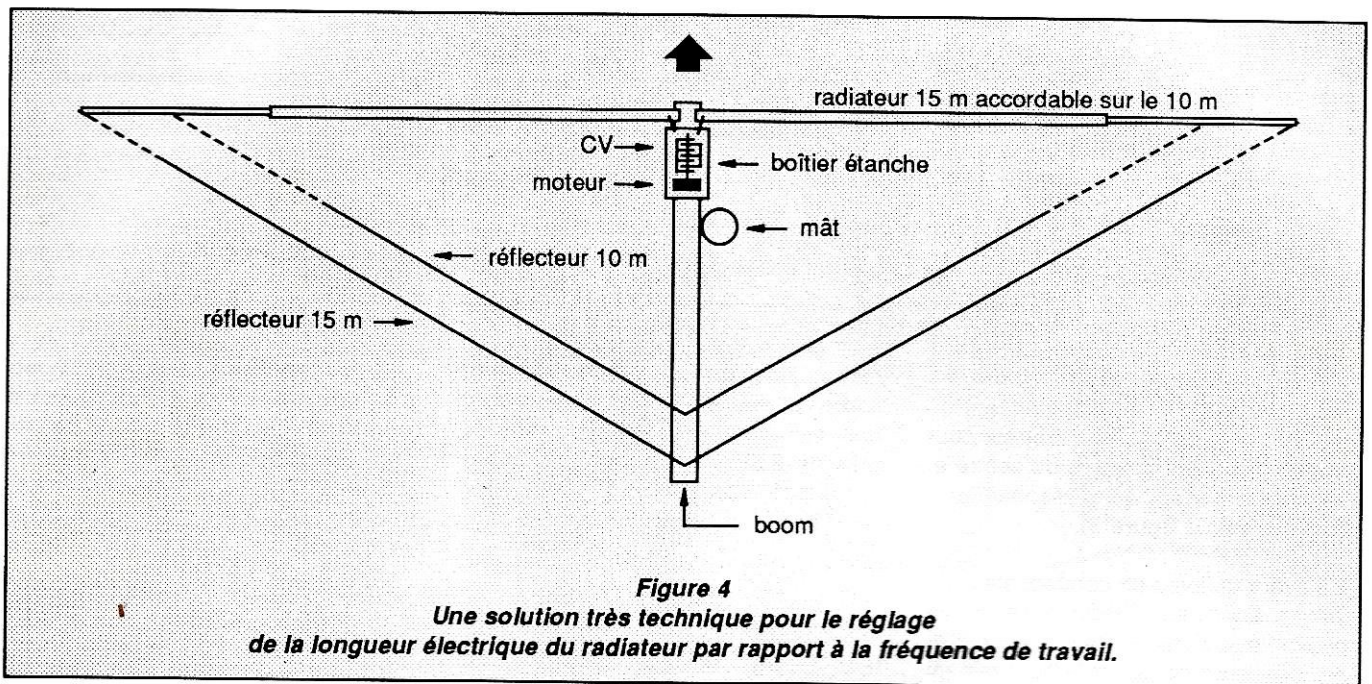 radiateur 15 m accordable sur le 10 m
CV
boîtier étanche
moteur
mât
réflecteur 10 m
réflecteur 15 m
boom
Figure 4
Une solution très technique pour le réglage
de la longueur électrique du radiateur par rapport à la fréquence de travail.